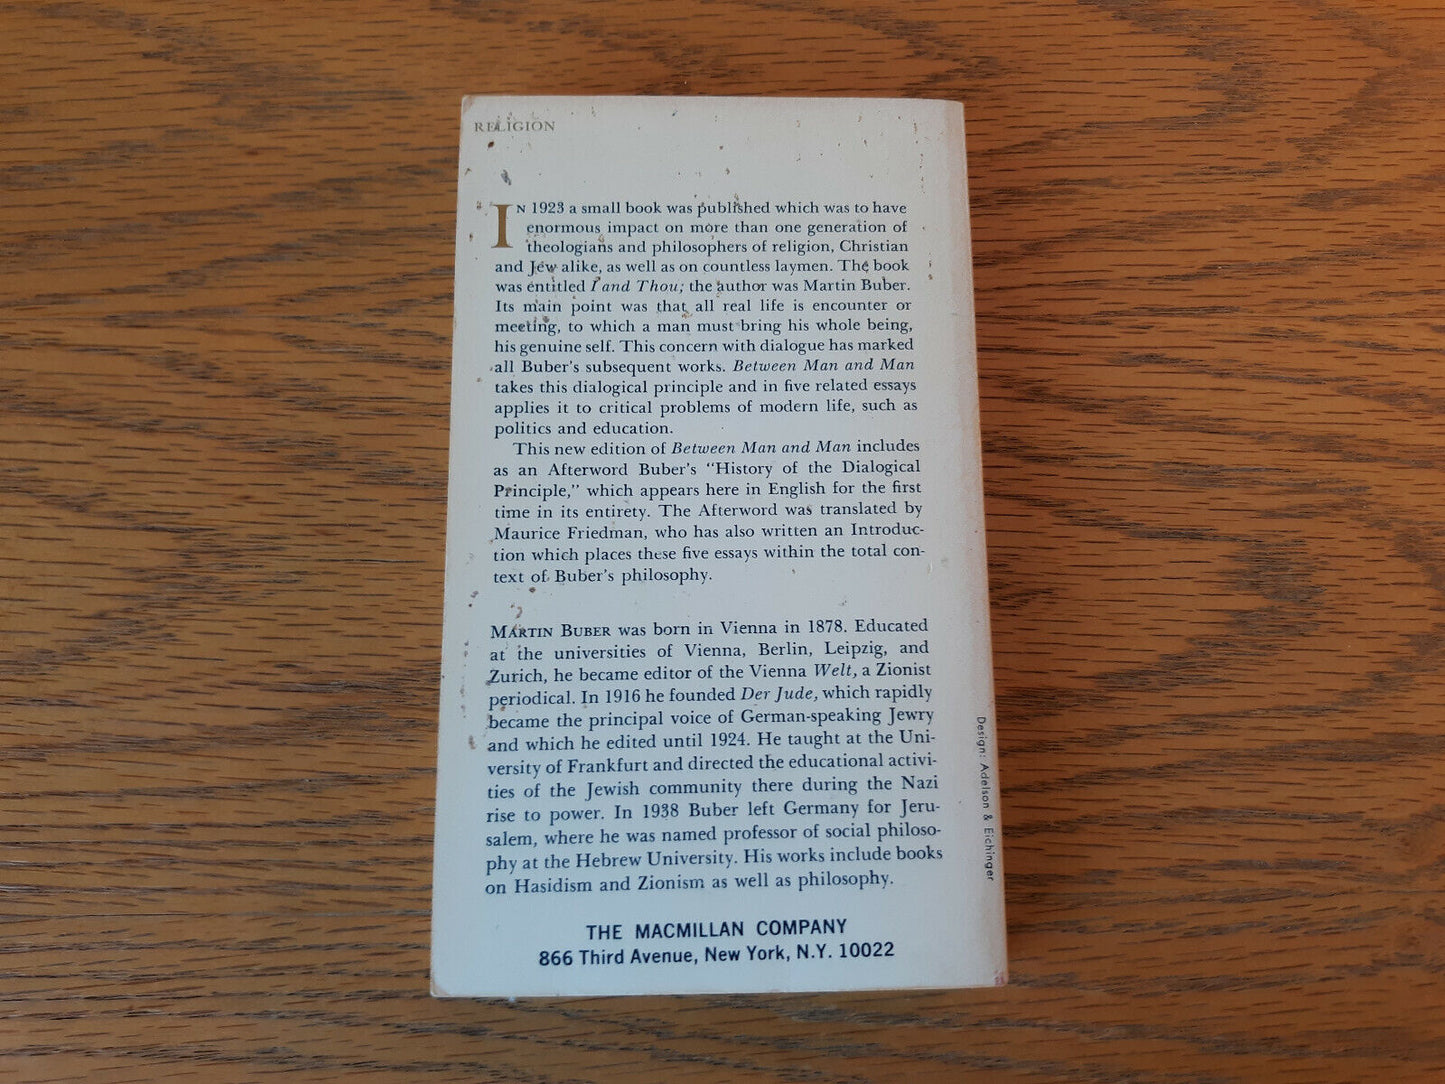 RELIGION
IN 1923 a small book was published which was to have
enormous impact on more than one generation of
theologians and philosophers of religion, Christian
and Jew alike, as well as on countless laymen. The book
was entitled I and Thou; the author was Martin Buber.
Its main point was that all real life is encounter or
meeting, to which a man must bring his whole being,
his genuine self. This concern with dialogue has marked
all Buber's subsequent works. Between Man and Man
takes this dialogical principle and in five related essays
applies it to critical problems of modern life, such as
politics and education.
This new edition of Between Man and Man includes
as an Afterword Buber's "History of the Dialogical
Principle," which appears here in English for the first
time in its entirety. The Afterword was translated by
Maurice Friedman, who has also written an Introduc-
tion which places these five essays within the total con-
text of Buber's philosophy.
MARTIN BUBER was born in Vienna in 1878. Educated
at the universities of Vienna, Berlin, Leipzig, and
Zurich, he became editor of the Vienna Welt, a Zionist
periodical. In 1916 he founded Der Jude, which rapidly
became the principal voice of German-speaking Jewry
and which he edited until 1924. He taught at the Uni-
versity of Frankfurt and directed the educational activi-
ties of the Jewish community there during the Nazi
rise to power. In 1938 Buber left Germany for Jeru-
salem, where he was named professor of social philoso-
phy at the Hebrew University. His works include books
on Hasidism and Zionism as well as philosophy.
THE MACMILLAN COMPANY
866 Third Avenue, New York, N.Y. 10022
Design: Adelson & Eichinger